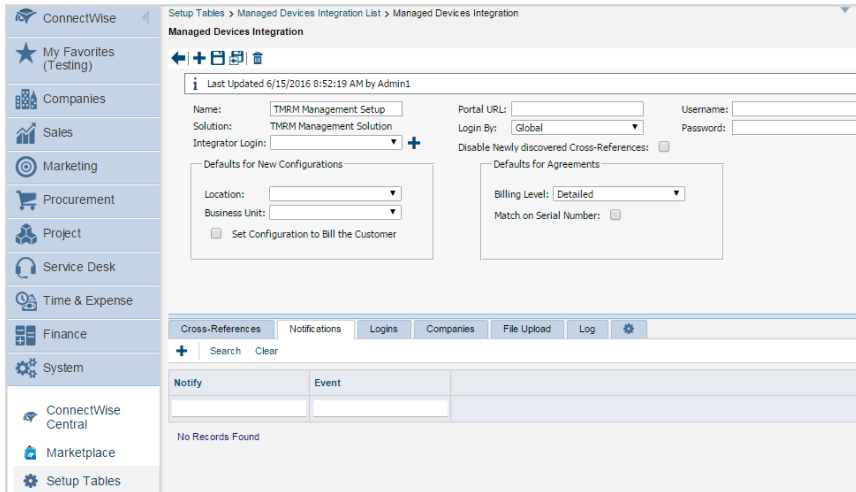 ConnectWise
My Favorites
(Testing)
Companies
Sales
Marketing
Procurement
Project
Service Desk
Time & Expense
Finance
System
ConnectWise
Central
Marketplace
Setup Tables
Setup Tables > Managed Devices Integration List > Managed Devices Integration
Managed Devices Integration
i Last Updated 6/15/2016 8:52:19 AM by Admin1
Name: TMRM Management Setup Portal URL: Username:
Solution: TMRM Management Solution Login By: Global Password:
Integrator Login: Disable Newly discovered Cross-References:
Defaults for New Configurations Defaults for Agreements
Location: Billing Level: Detailed
Business Unit: Match on Serial Number:
Set Configuration to Bill the Customer
Cross-References Notifications Logins Companies File Upload Log
Search Clear
Notify Event
No Records Found